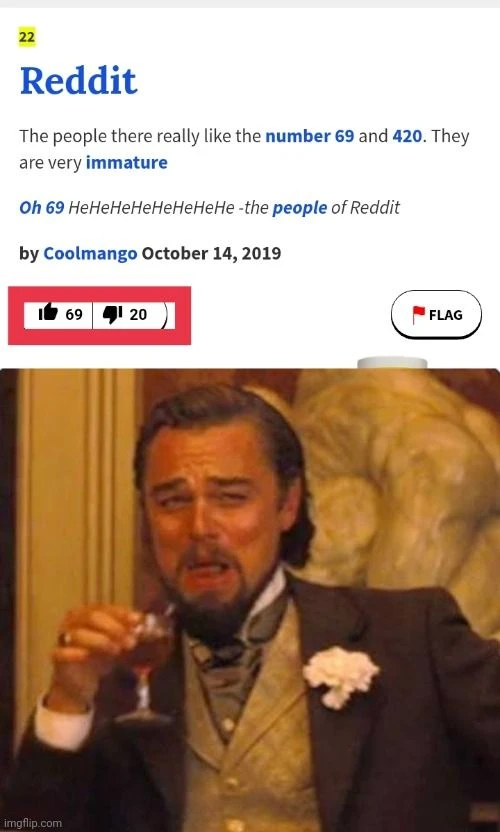 22
Reddit
The people there really like the number 69 and 420. They
are very immature
Oh 69 HeHeHeHeHeHeHeHe -the people of Reddit
by Coolmango October 14, 2019
69 20
FLAG
imgflip.com